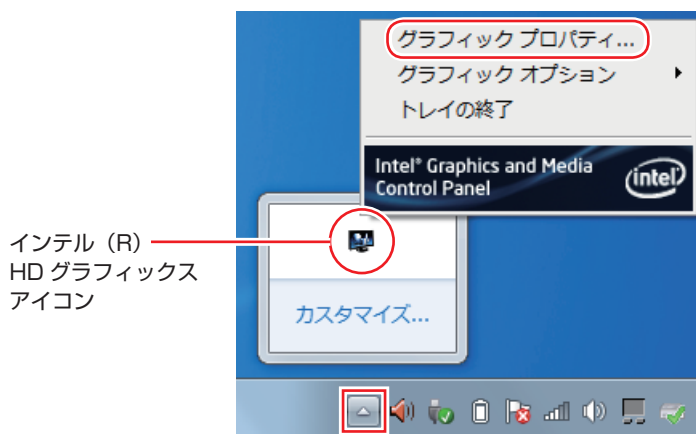 グラフィック プロパティ...
グラフィック オプション
トレイの終了
Intel® Graphics and Media
Control Panel
intel
インテル（R）
HD グラフィックス
アイコン
カスタマイズ...